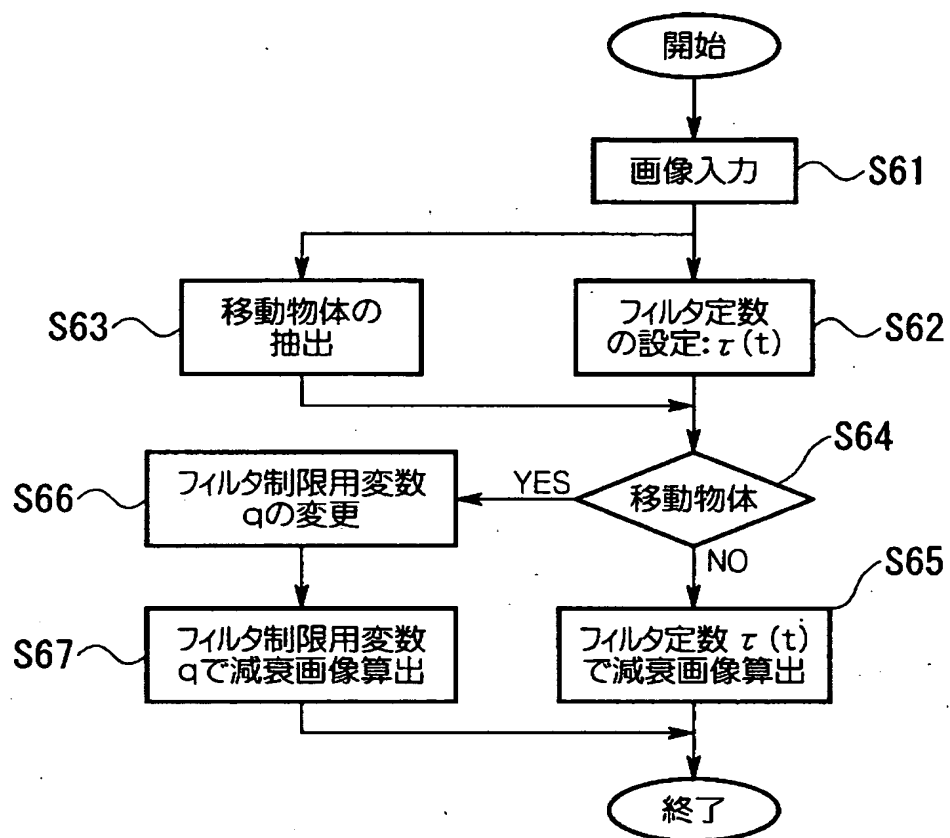 開始
画像入力
S61
移動物体の
抽出
S63
フィルタ定数
の設定:τ(t)
S62
S64
移動物体
YES
NO
フィルタ制限用変数
qの変更
S66
S65
フィルタ制限用変数
qで減衰画像算出
S67
フィルタ定数 τ(t)
で減衰画像算出
終了